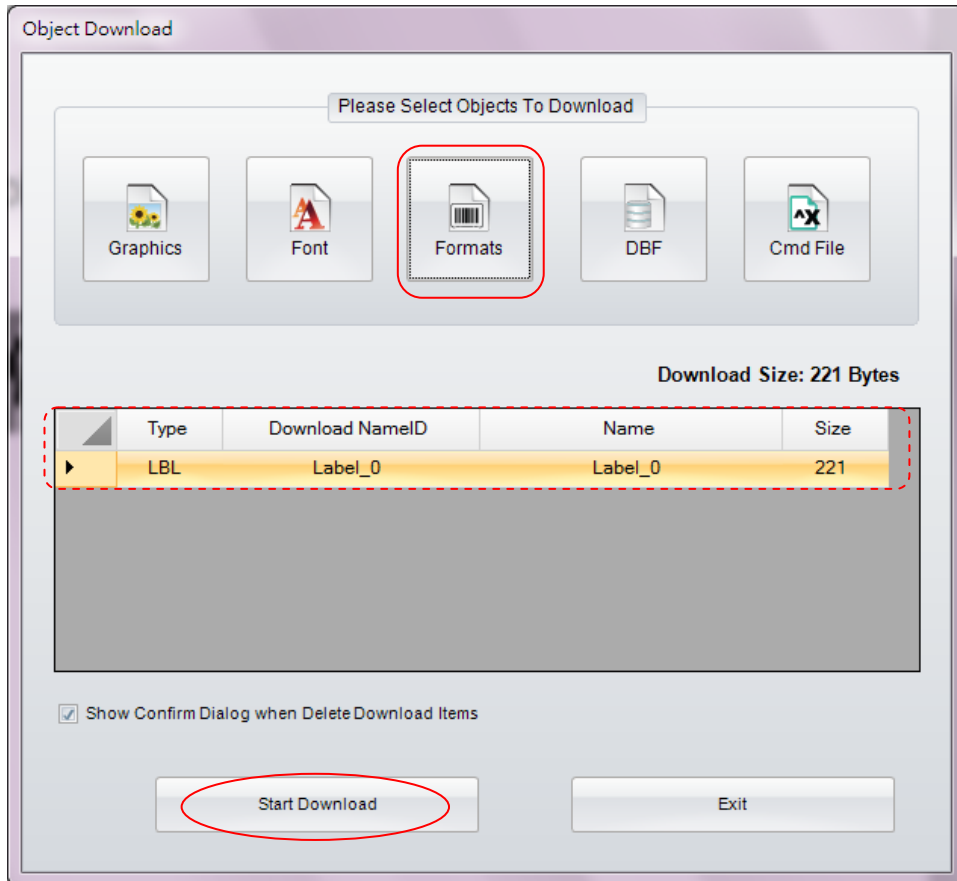 Object Download
Please Select Objects To Download
Graphics Font Formats DBF Cmd File
Download Size: 221 Bytes
Type Download NameID Name Size
LBL Label_0 Label_0 221
Show Confirm Dialog when Delete Download Items
Start Download Exit